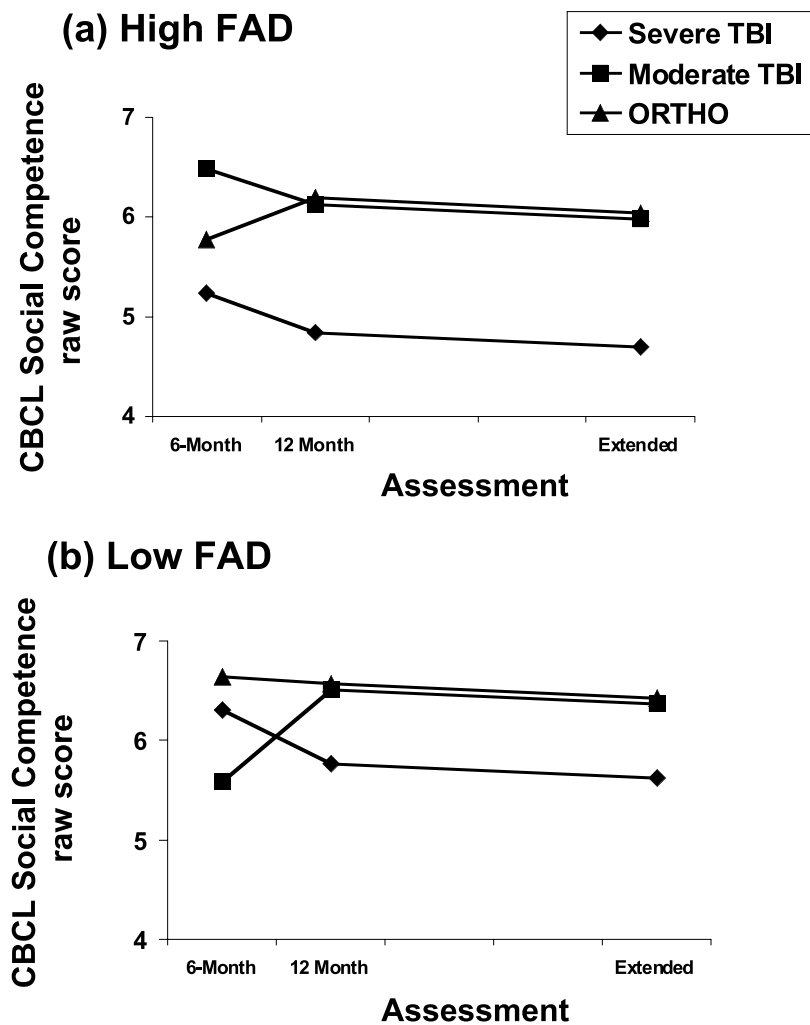 (a) High FAD
Severe TBI
Moderate TBI
ORTHO
CBCL Social Competence
raw score
7
6
5
4
6-Month 12 Month Extended
Assessment
(b) Low FAD
CBCL Social Competence
raw score
7
6
5
4
6-Month 12 Month Extended
Assessment